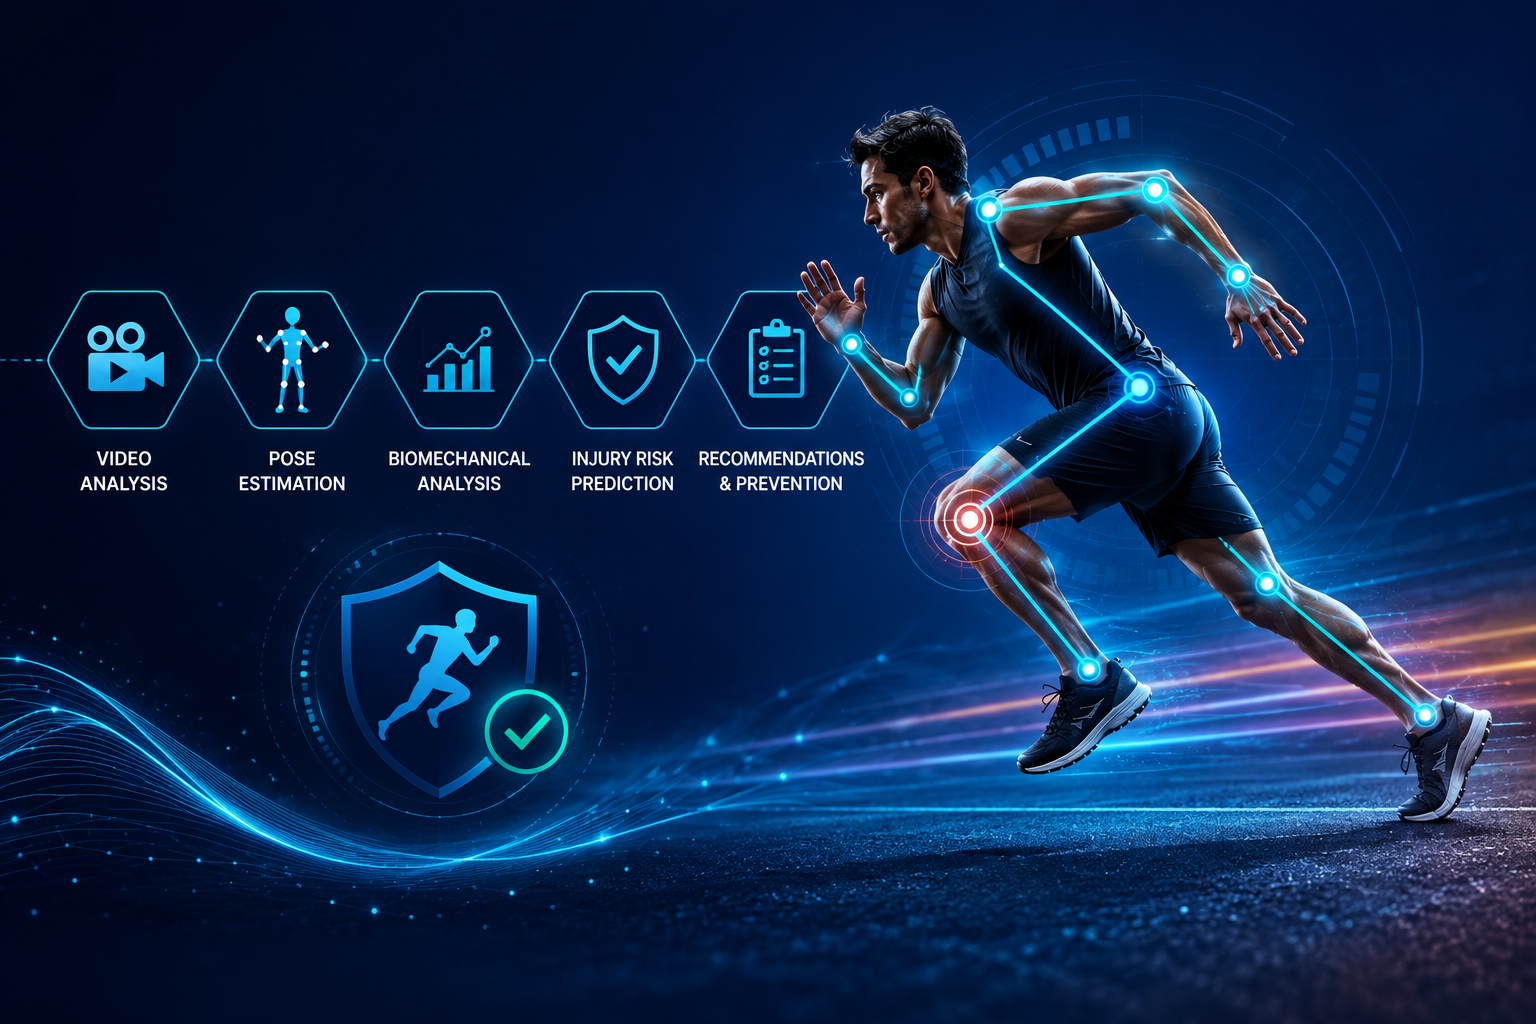 VIDEO
ANALYSIS
POSE
ESTIMATION
BIOMECHANICAL
ANALYSIS
INJURY RISK
PREDICTION
RECOMMENDATIONS
& PREVENTION